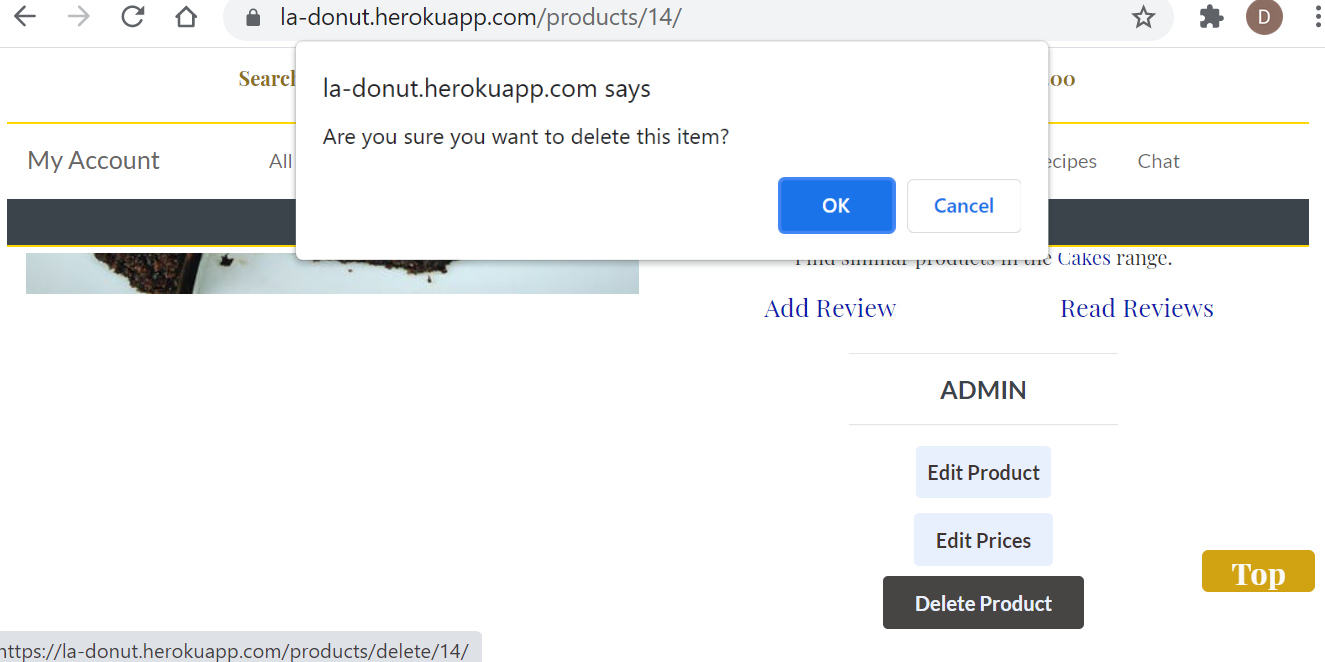 la-donut.herokuapp.com/products/14/
D
la-donut.herokuapp.com says
Are you sure you want to delete this item?
OK Cancel
Search
.00
My Account All ecipes Chat
Find similar products in the Cakes range.
Add Review Read Reviews
ADMIN
Edit Product
Edit Prices
Delete Product
Top
https://la-donut.herokuapp.com/products/delete/14/